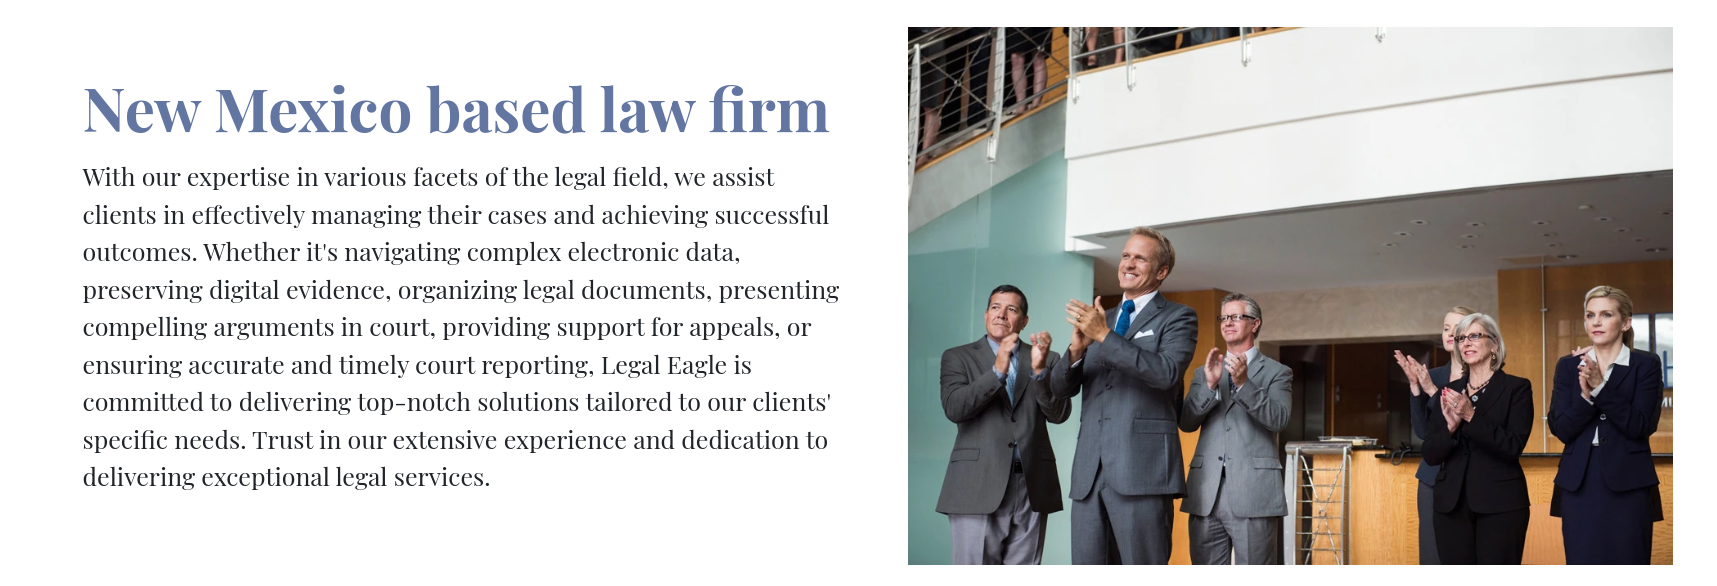 New Mexico based law firm
With our expertise in various facets of the legal field, we assist
clients in effectively managing their cases and achieving successful
outcomes. Whether it's navigating complex electronic data,
preserving digital evidence, organizing legal documents, presenting
compelling arguments in court, providing support for appeals, or
ensuring accurate and timely court reporting, Legal Eagle is
committed to delivering top-notch solutions tailored to our clients'
specific needs. Trust in our extensive experience and dedication to
delivering exceptional legal services.